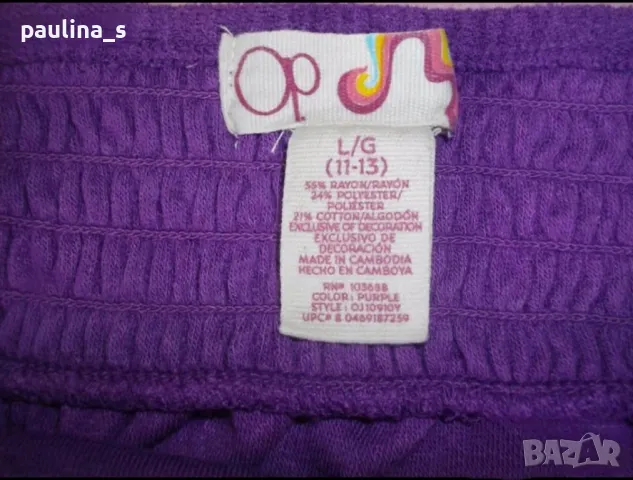 paulina_s
Op
L/G
(11-13)
55% RAYON/RAYÓN
24% POLYESTER/
POLIÉSTER
21% COTTON/ALGODÓN
EXCLUSIVE OF DECORATION
EXCLUSIVO DE
DECORACIÓN
MADE IN CAMBODIA
HECHO EN CAMBOYA
RN# 103688
COLOR: PURPLE
STYLE: OJ10910Y
UPC# 8 0469187259
BAZAR